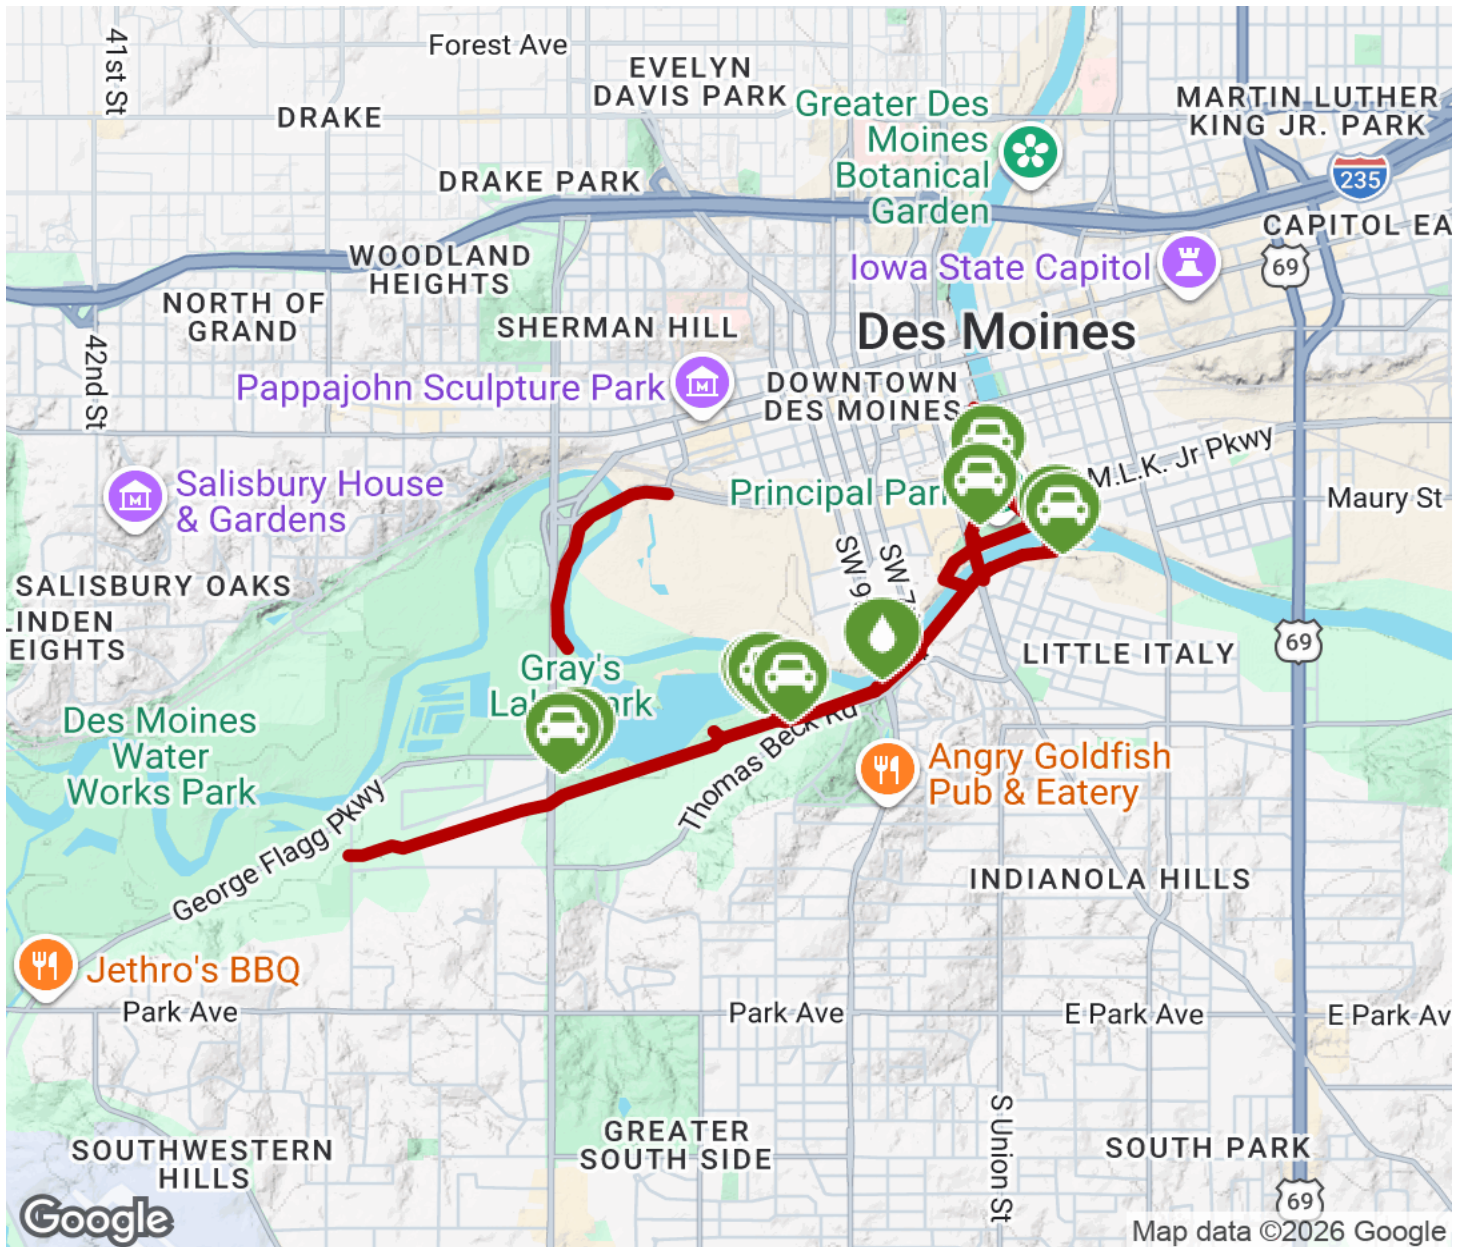 41st St
Forest Ave
EVELYN
DAVIS PARK
DRAKE
Greater Des
Moines
Botanical
Garden
MARTIN LUTHER
KING JR. PARK
235
DRAKE PARK
CAPITOL EA
WOODLAND
HEIGHTS
Iowa State Capitol
69
NORTH OF
GRAND
SHERMAN HILL
Des Moines
42nd St
Pappajohn Sculpture Park
DOWNTOWN
DES MOINES
M.L.K. Jr Pkwy
Salisbury House
& Gardens
Principal Par
Maury St
SW 9
SW 7
SALISBURY OAKS
LINDEN
EIGHTS
LITTLE ITALY
69
Gray's
La ark
Des Moines
Water
Works Park
Thomas Beck Rd
Angry Goldfish
Pub & Eatery
George Flagg Pkwy
INDIANOLA HILLS
Jethro's BBQ
Park Ave
Park Ave
E Park Ave
E Park Av
S Union St
GREATER
SOUTH SIDE
SOUTHWESTERN
HILLS
SOUTH PARK
69
Google
Map data ©2026 Google